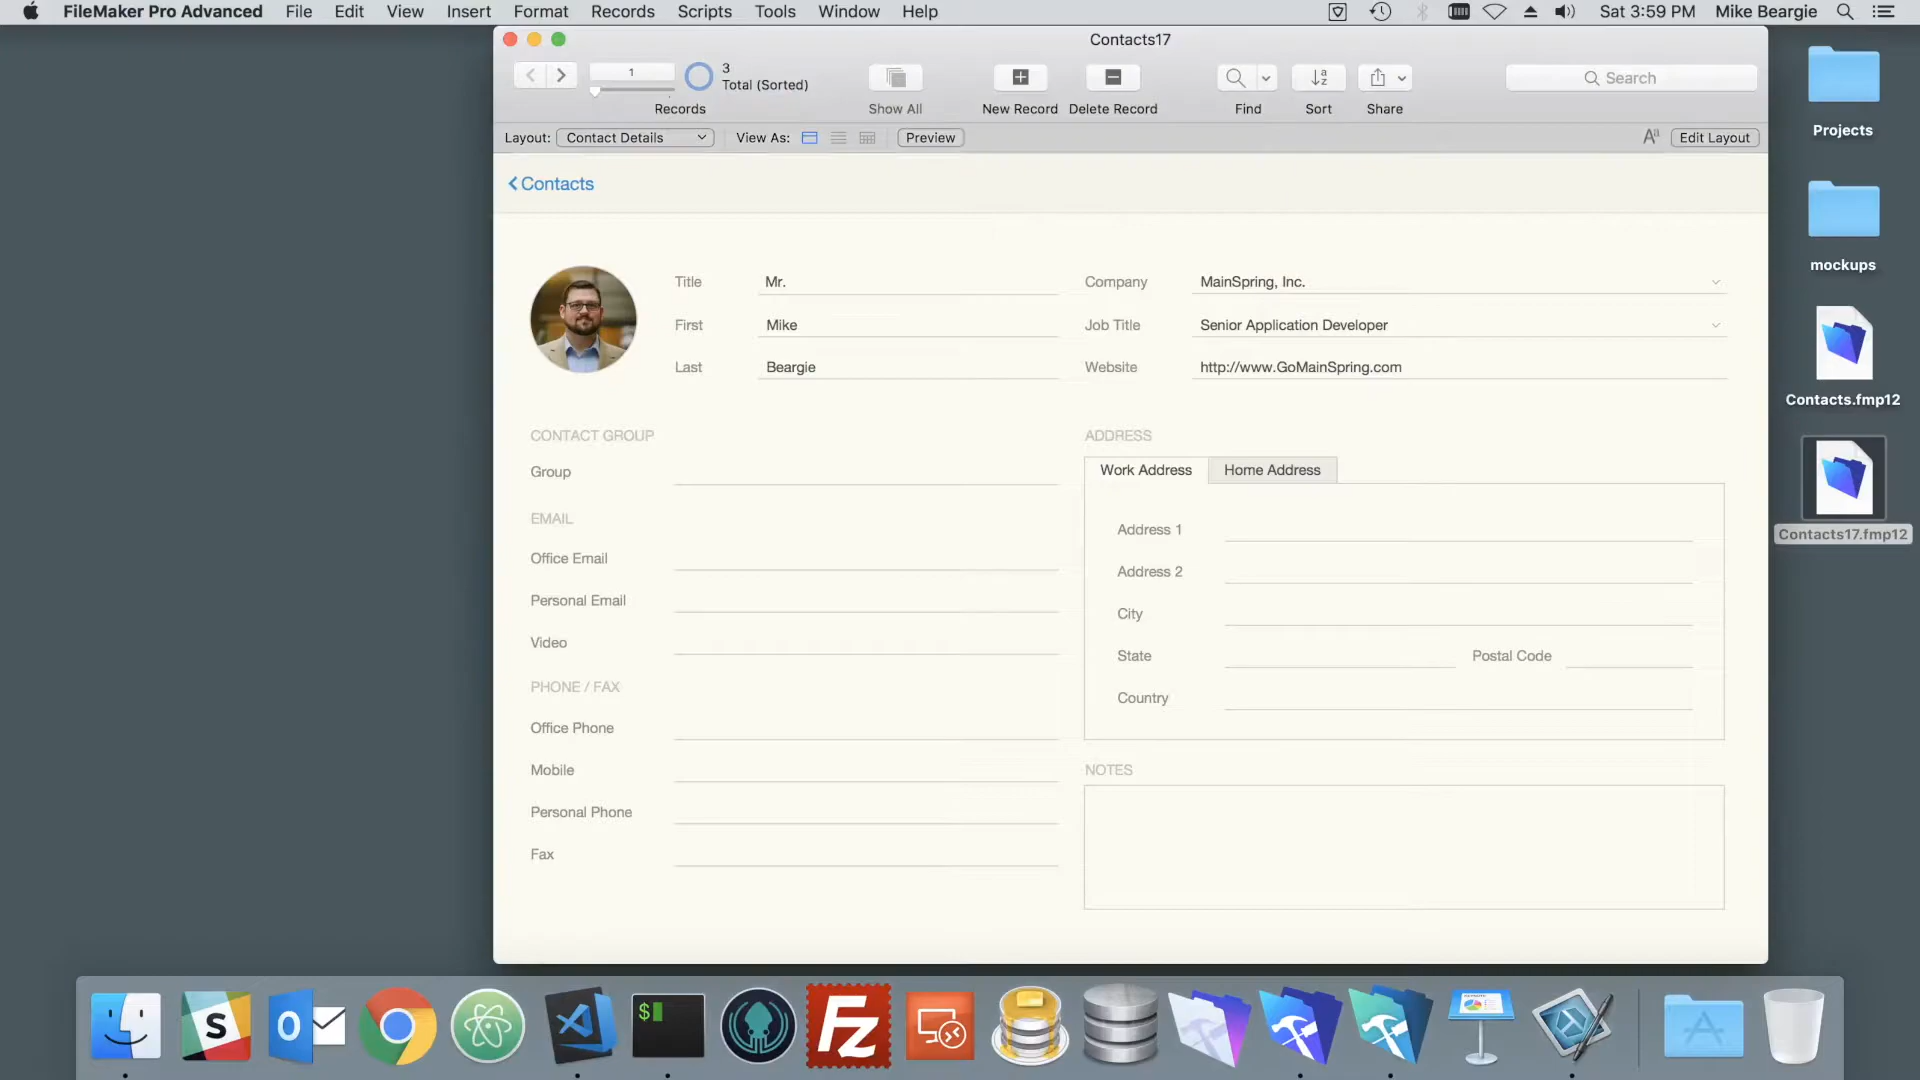 FileMaker Pro Advanced File Edit View Insert Format Records Scripts Tools Window Help Sat 3:59 PM Mike Beargie
Contacts17
1
3
Total (Sorted)
Search
Records Show All New Record Delete Record Find Sort Share
Layout: Contact Details View As: Preview Aa Edit Layout
Contacts
Title Mr. Company MainSpring, Inc.
First Mike Job Title Senior Application Developer
Last Beargie Website http://www.GoMainSpring.com
CONTACT GROUP
Group
EMAIL
Office Email
Personal Email
Video
PHONE / FAX
Office Phone
Mobile
Personal Phone
Fax
ADDRESS
Work Address Home Address
Address 1
Address 2
City
State Postal Code
Country
NOTES
Projects
mockups
Contacts.fmp12
Contacts17.fmp12
S
O
$
Fz